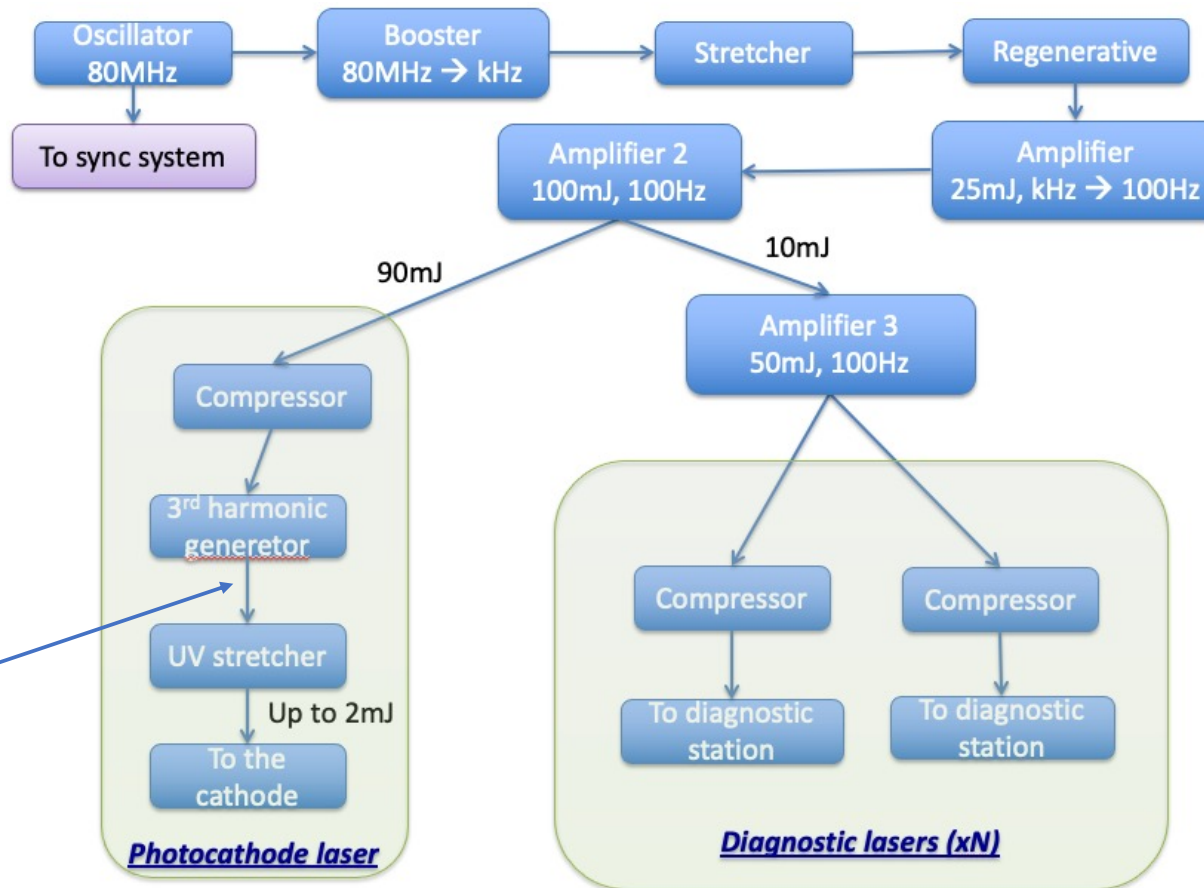 Oscillator
80MHz
Booster
80MHz → kHz
Stretcher
Regenerative
To sync system
Amplifier 2
100mJ, 100Hz
Amplifier
25mJ, kHz → 100Hz
90mJ
10mJ
Amplifier 3
50mJ, 100Hz
Compressor
3rd harmonic
generetor
UV stretcher
Up to 2mJ
To the
cathode
Photocathode laser
Compressor
Compressor
To diagnostic
station
To diagnostic
station
Diagnostic lasers (xN)